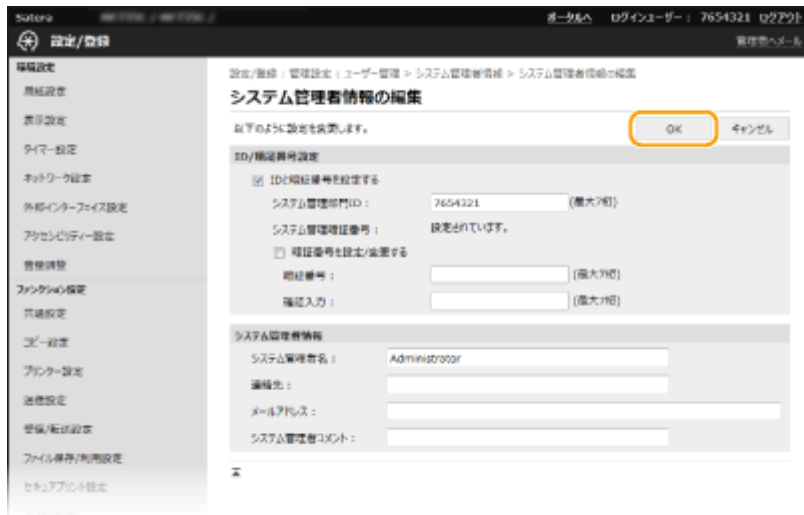 Satera
ポータルへ ログインユーザー： 7654321 ログアウト
設定/登録
管理者へメール
環境設定
用紙設定
表示設定
タイマー設定
ネットワーク設定
外部インターフェイス設定
アクセシビリティー設定
音量調整
ファンクション設定
共通設定
コピー設定
プリンター設定
送信設定
受信/転送設定
ファイル保存/利用設定
セキュアプリント設定
設定/登録：管理設定：ユーザー管理 > システム管理者情報 > システム管理者情報の編集
システム管理者情報の編集
以下のように設定を変更します。
OK
キャンセル
ID/暗証番号設定
IDと暗証番号を設定する
システム管理部門ID： 7654321 (最大7桁)
システム管理暗証番号： 設定されています。
暗証番号を設定/変更する
暗証番号： (最大7桁)
確認入力： (最大7桁)
システム管理者情報
システム管理者名： Administrator
連絡先：
メールアドレス：
システム管理者コメント：